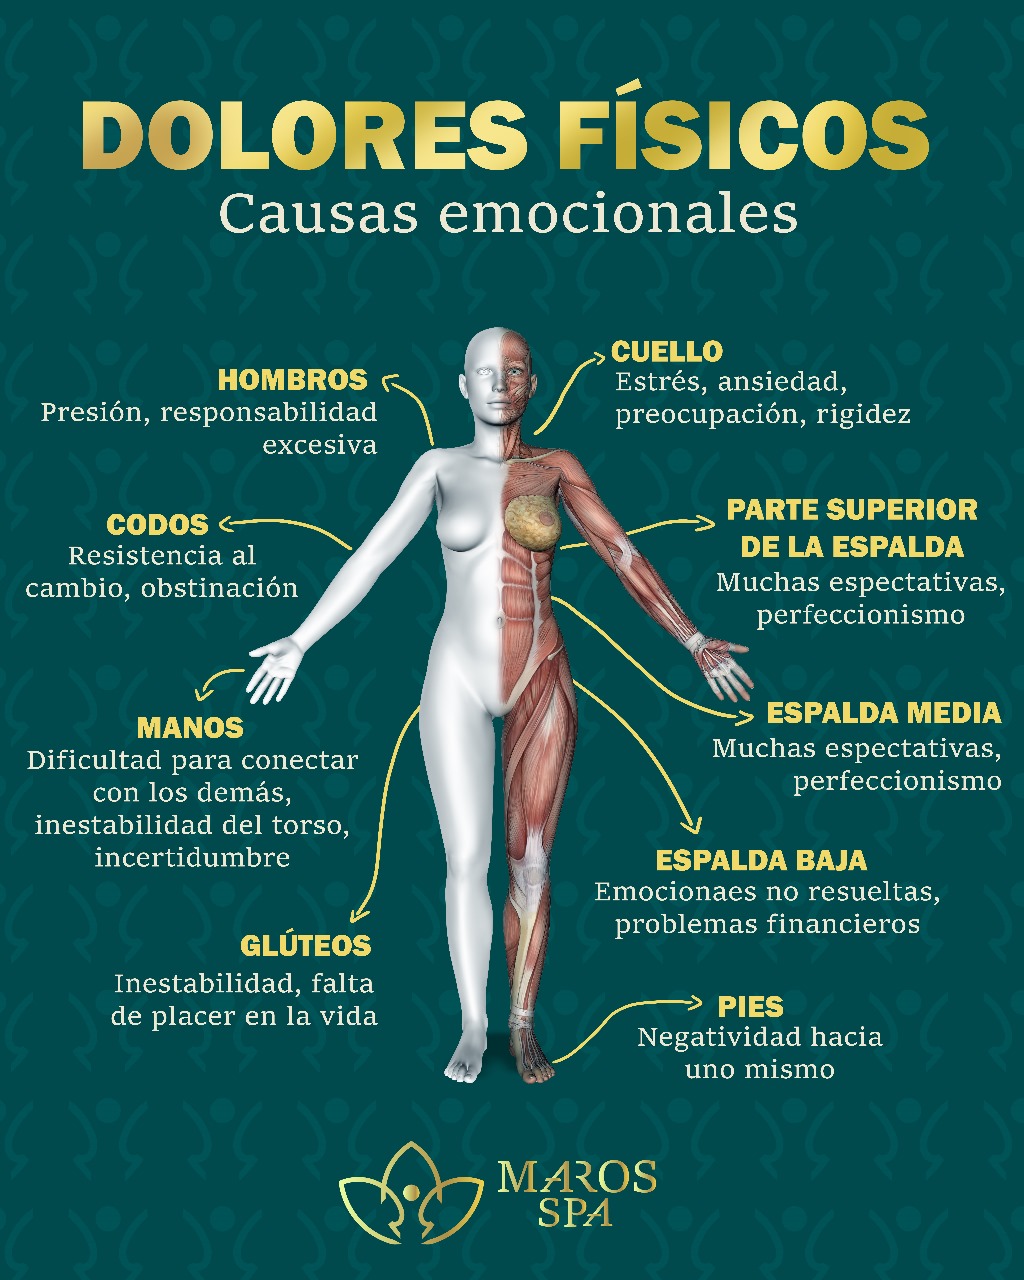 DOLORES FÍSICOS
Causas emocionales
HOMBROS
Presión, responsabilidad
excesiva
CUELLO
Estrés, ansiedad,
preocupación, rigidez
CODOS
Resistencia al
cambio, obstinación
PARTE SUPERIOR
DE LA ESPALDA
Muchas espectativas,
perfeccionismo
MANOS
Dificultad para conectar
con los demás,
inestabilidad del torso,
incertidumbre
ESPALDA MEDIA
Muchas espectativas,
perfeccionismo
ESPALDA BAJA
Emocionaes no resueltas,
problemas financieros
GLÚTEOS
Inestabilidad, falta
de placer en la vida
PIES
Negatividad hacia
uno mismo
MAROS
SPA